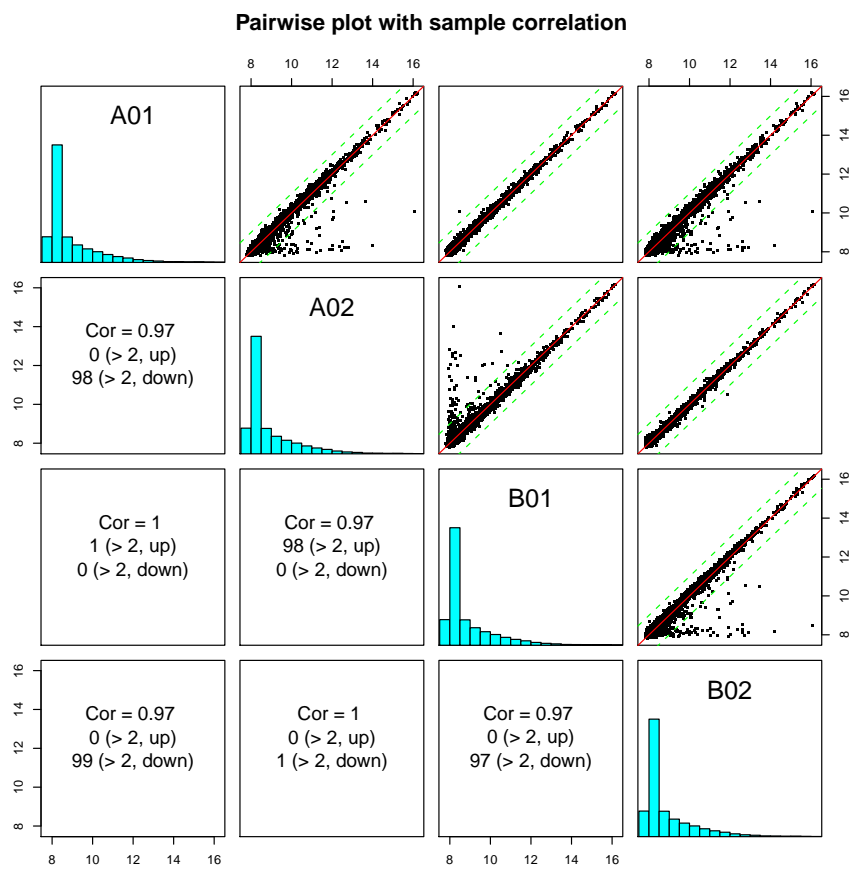 Pairwise plot with sample correlation
8 10 12 14 16
8 10 12 14 16
A01
8 10 12 14 16
8 10 12 14 16
Cor = 0.97
0 (> 2, up)
98 (> 2, down)
A02
Cor = 1
1 (> 2, up)
0 (> 2, down)
Cor = 0.97
98 (> 2, up)
0 (> 2, down)
B01
8 10 12 14 16
8 10 12 14 16
Cor = 0.97
0 (> 2, up)
99 (> 2, down)
Cor = 1
0 (> 2, up)
1 (> 2, down)
Cor = 0.97
0 (> 2, up)
97 (> 2, down)
B02
8 10 12 14 16
8 10 12 14 16